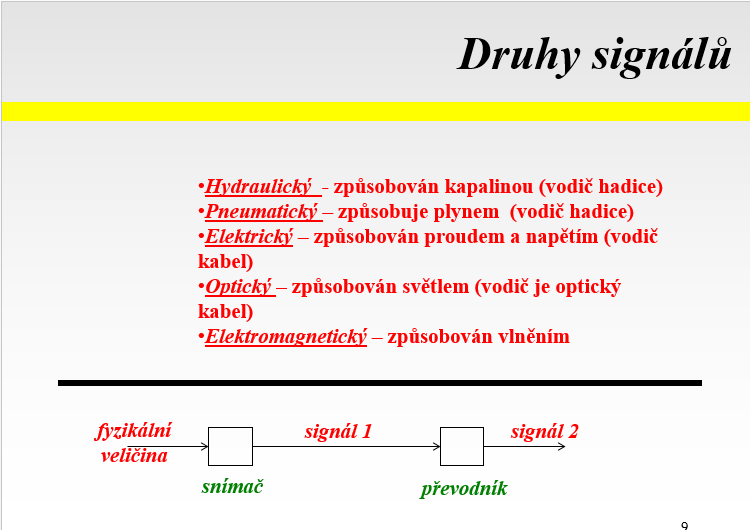 Druhy signálů
•Hydraulický - způsobován kapalinou (vodič hadice)
•Pneumatický – způsobuje plynem (vodič hadice)
•Elektrický – způsobován proudem a napětím (vodič
kabel)
•Optický – způsobován světlem (vodič je optický
kabel)
•Elektromagnetický – způsobován vlněním
fyzikální
veličina
signál 1
signál 2
snímač
převodník
9